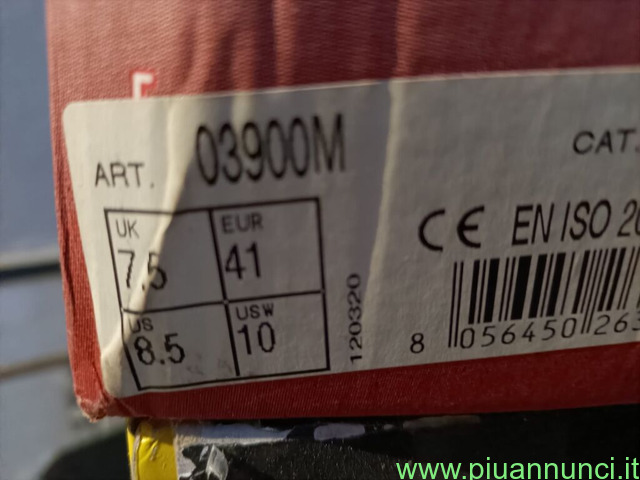 ART. 03900M
CAT.
UK 7.5
EUR 41
US 8.5
USW 10
120320
CE EN ISO 20
8 056450 263
www.piuannunci.it